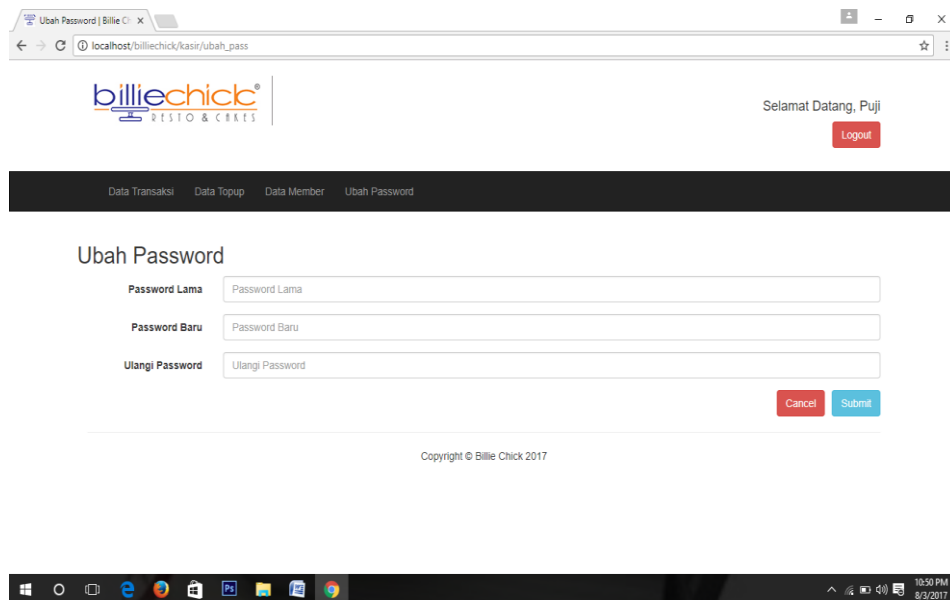 Ubah Password | Billie Ch
localhost/billiechick/kasir/ubah_pass
billiechick®
RESTO & CAKES
Selamat Datang, Puji
Logout
Data Transaksi Data Topup Data Member Ubah Password
Ubah Password
Password Lama Password Lama
Password Baru Password Baru
Ulangi Password Ulangi Password
Cancel Submit
Copyright © Billie Chick 2017
Ps
10:50 PM
8/3/2017